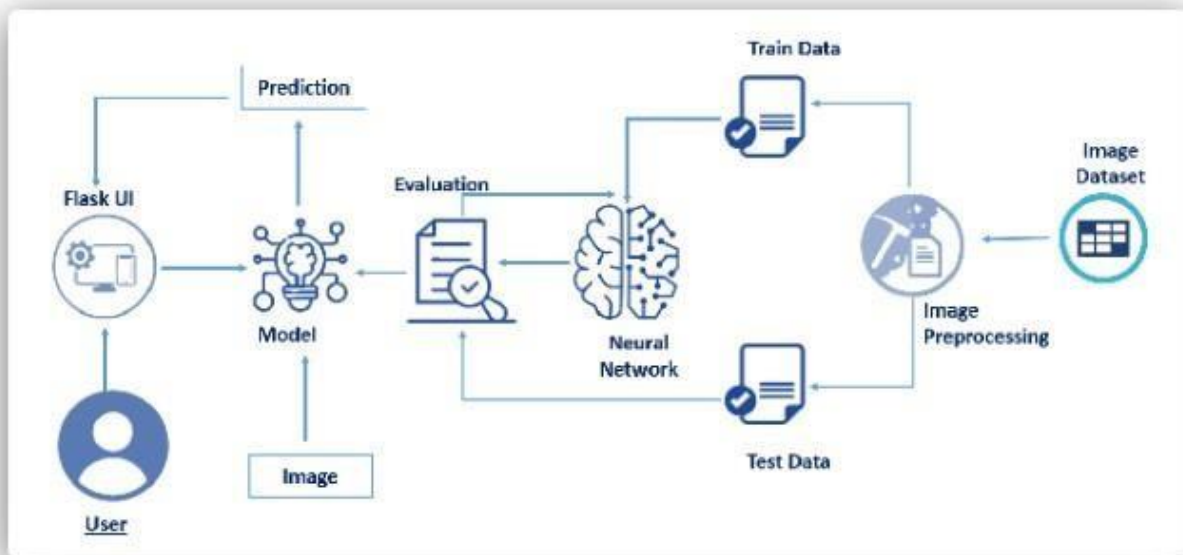 Train Data
Prediction
Image
Dataset
Evaluation
Flask UI
Image
Preprocessing
Model
Neural
Network
Test Data
Image
User